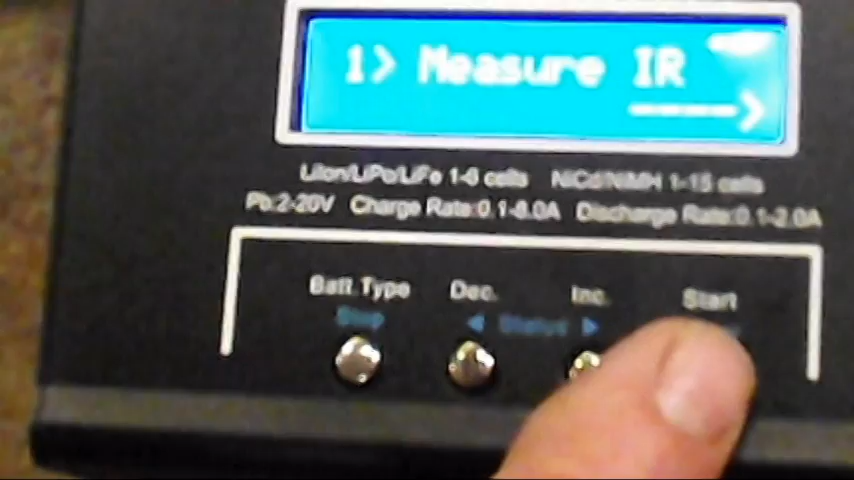 1> Measure IR
---->
LiIon/LiPo/LiFe 1-6 cells NiCd/NiMH 1-15 cells
Pb:2-20V Charge Rate:0.1-8.0A Discharge Rate:0.1-2.0A
Batt.Type Dec. Inc. Start
Stop ◀ Status ▶